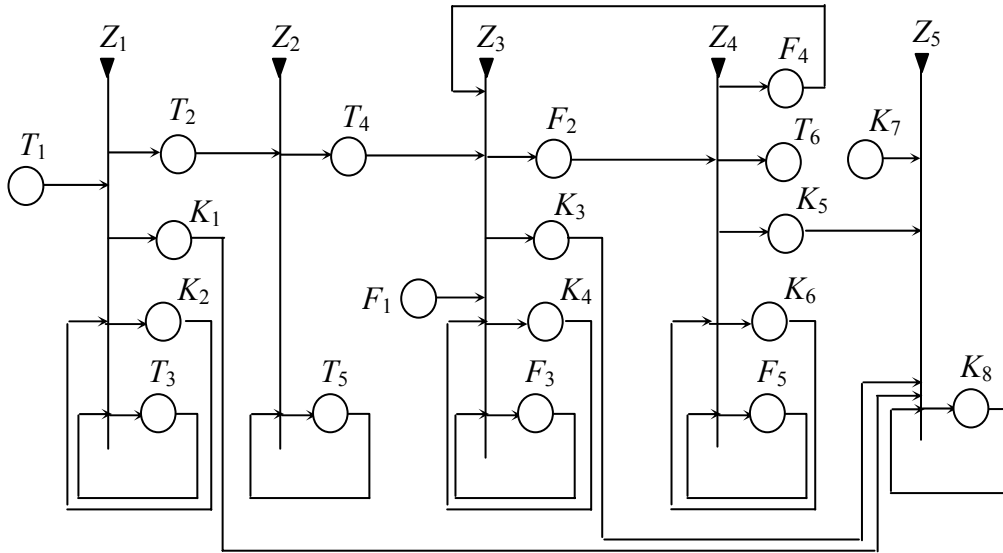 Z₁ Z₂ Z₃ Z₄ Z₅
F₄
T₁ T₂ T₄ F₂ T₆ K₇
K₁ K₃ K₅
K₂ F₁ K₄ K₆
T₃ T₅ F₃ F₅ K₈